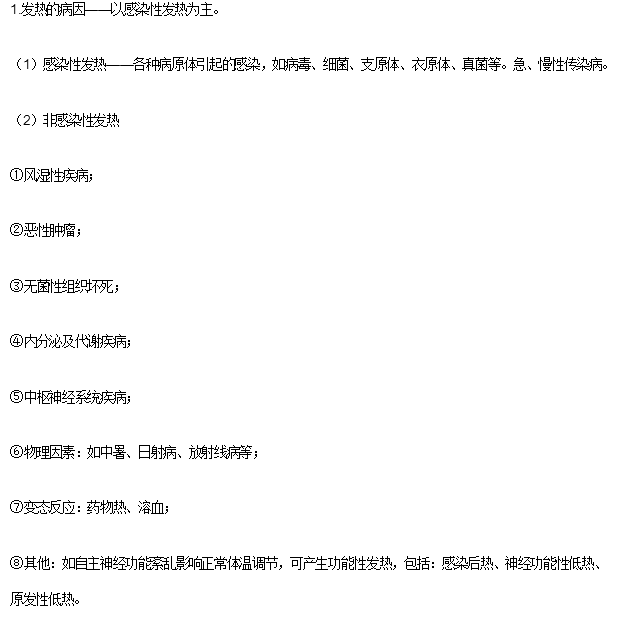 1.发热的病因——以感染性发热为主。
（1）感染性发热——各种病原体引起的感染，如病毒、细菌、支原体、衣原体、真菌等。急、慢性传染病。
（2）非感染性发热
①风湿性疾病；
②恶性肿瘤；
③无菌性组织坏死；
④内分泌及代谢疾病；
⑤中枢神经系统疾病；
⑥物理因素：如中暑、日射病、放射线病等；
⑦变态反应：药物热、溶血；
⑧其他：如自主神经功能紊乱影响正常体温调节，可产生功能性发热，包括：感染后热、神经功能性低热、
原发性低热。